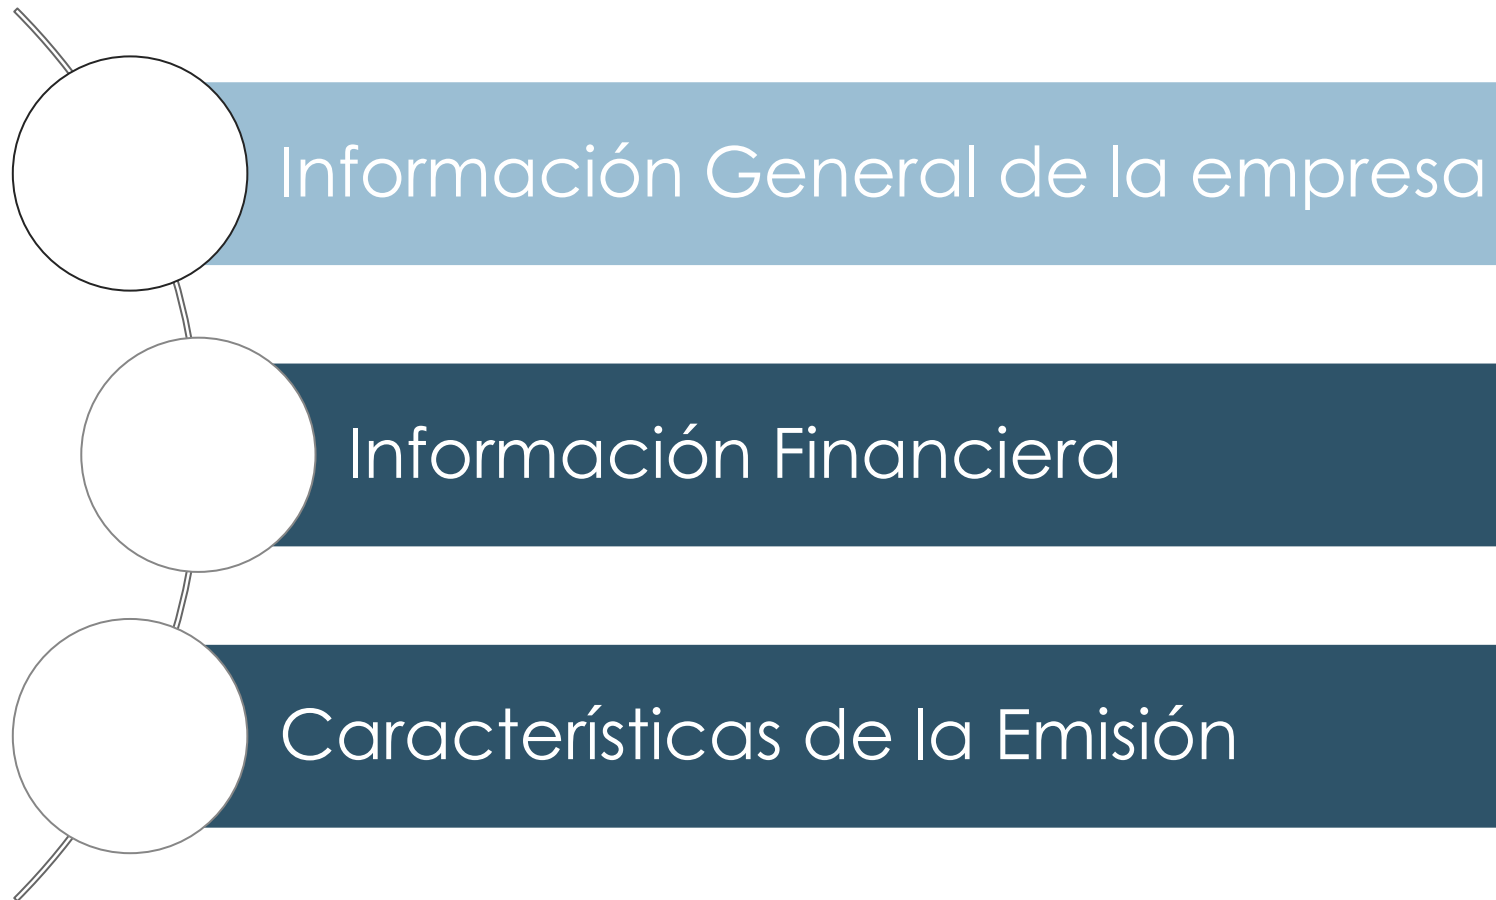 Información General de la empresa
Información Financiera
Características de la Emisión